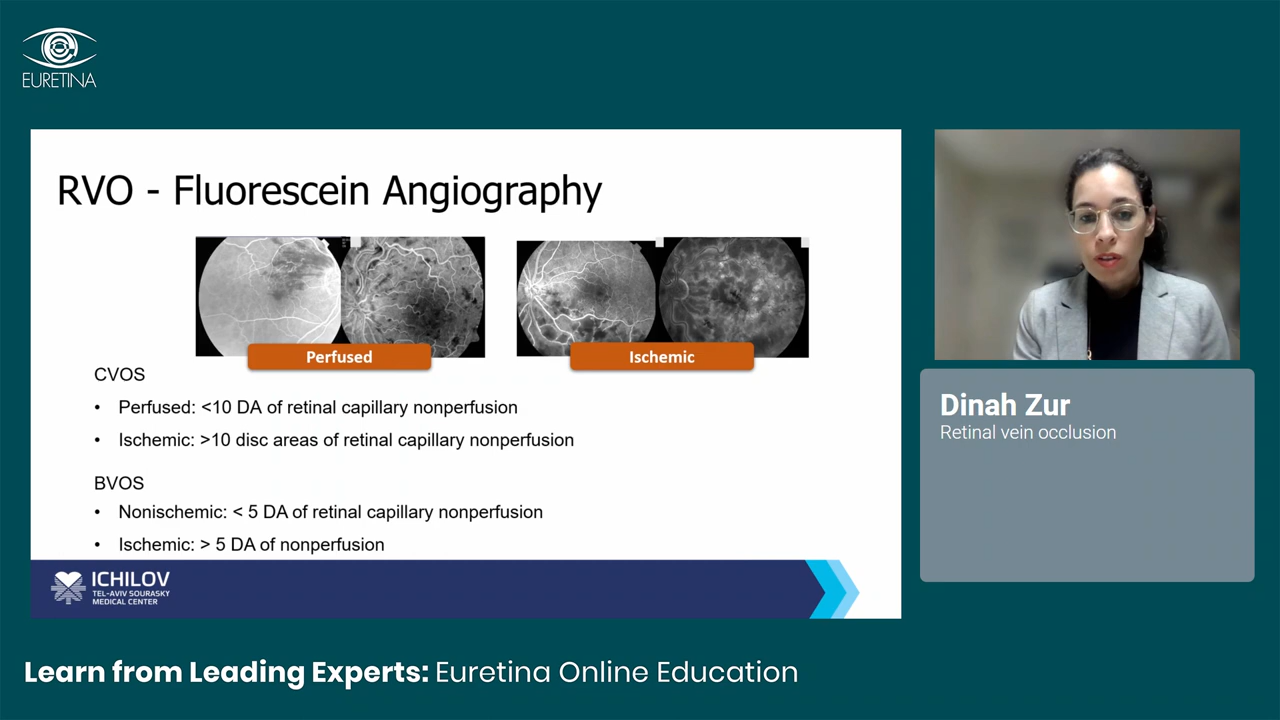 EURETINA
RVO - Fluorescein Angiography
Perfused
Ischemic
CVOS
• Perfused: <10 DA of retinal capillary nonperfusion
• Ischemic: >10 disc areas of retinal capillary nonperfusion
BVOS
• Nonischemic: < 5 DA of retinal capillary nonperfusion
• Ischemic: > 5 DA of nonperfusion
ICHILOV
TEL-AVIV SOURASKY
MEDICAL CENTER
Dinah Zur
Retinal vein occlusion
Learn from Leading Experts: Euretina Online Education